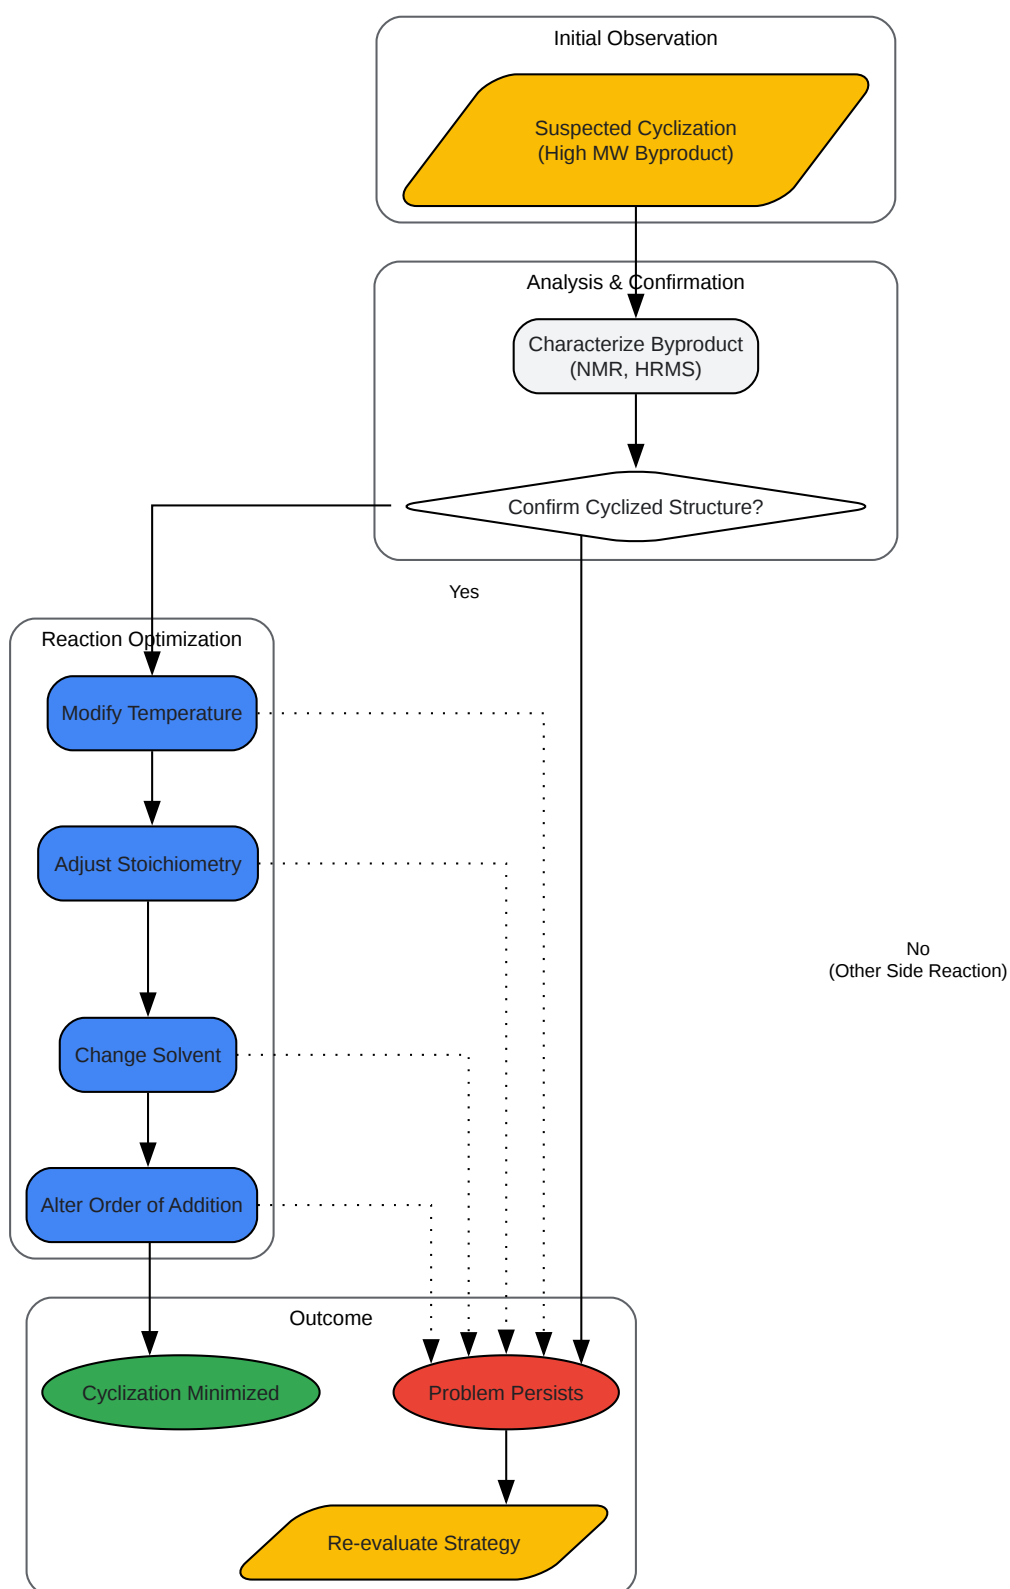 Initial Observation
Suspected Cyclization
(High MW Byproduct)
Analysis & Confirmation
Characterize Byproduct
(NMR, HRMS)
Confirm Cyclized Structure?
Yes
Reaction Optimization
Modify Temperature
Adjust Stoichiometry
No
(Other Side Reaction)
Change Solvent
Alter Order of Addition
Outcome
Cyclization Minimized
Problem Persists
Re-evaluate Strategy